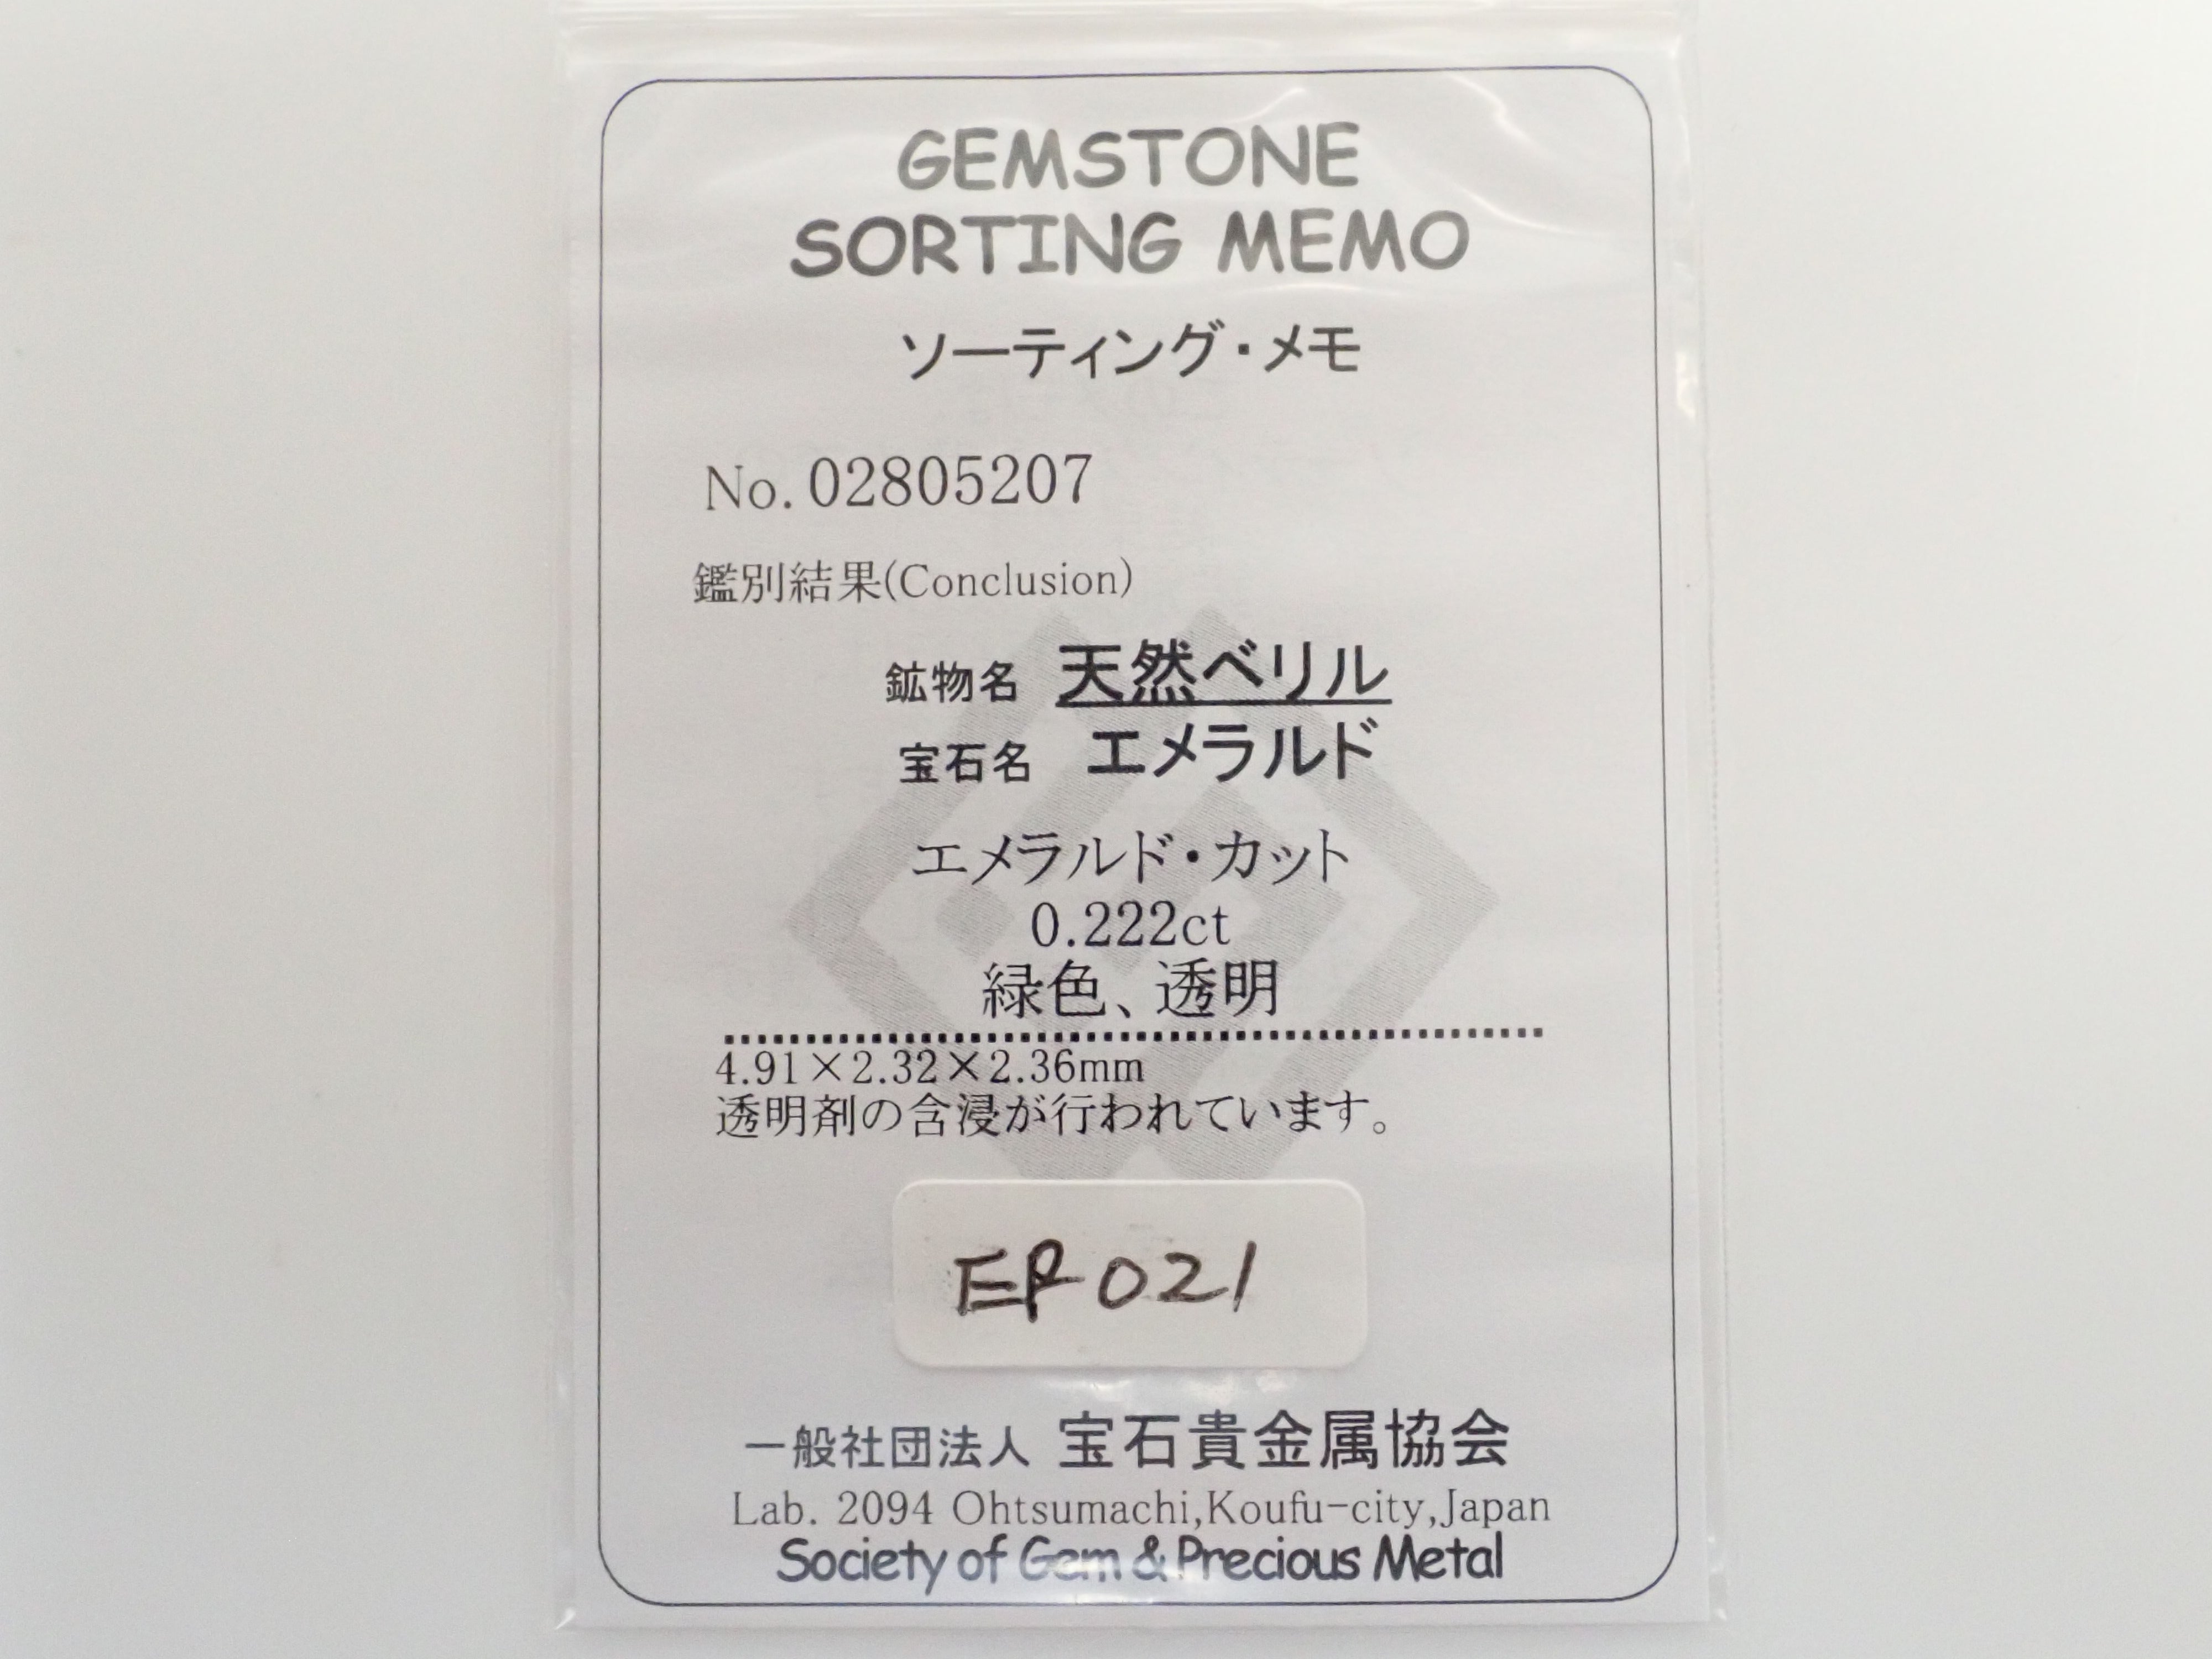 GEMSTONE
SORTING MEMO
ソーティング・メモ
No. 02805207
鑑別結果(Conclusion)
鉱物名 天然ベリル
宝石名 エメラルド
エメラルド・カット
0.222ct
緑色、透明
4.91×2.32×2.36mm
透明剤の含浸が行われています。
ER021
一般社団法人 宝石貴金属協会
Lab. 2094 Ohtsumachi,Koufu-city,Japan
Society of Gem & Precious Metal